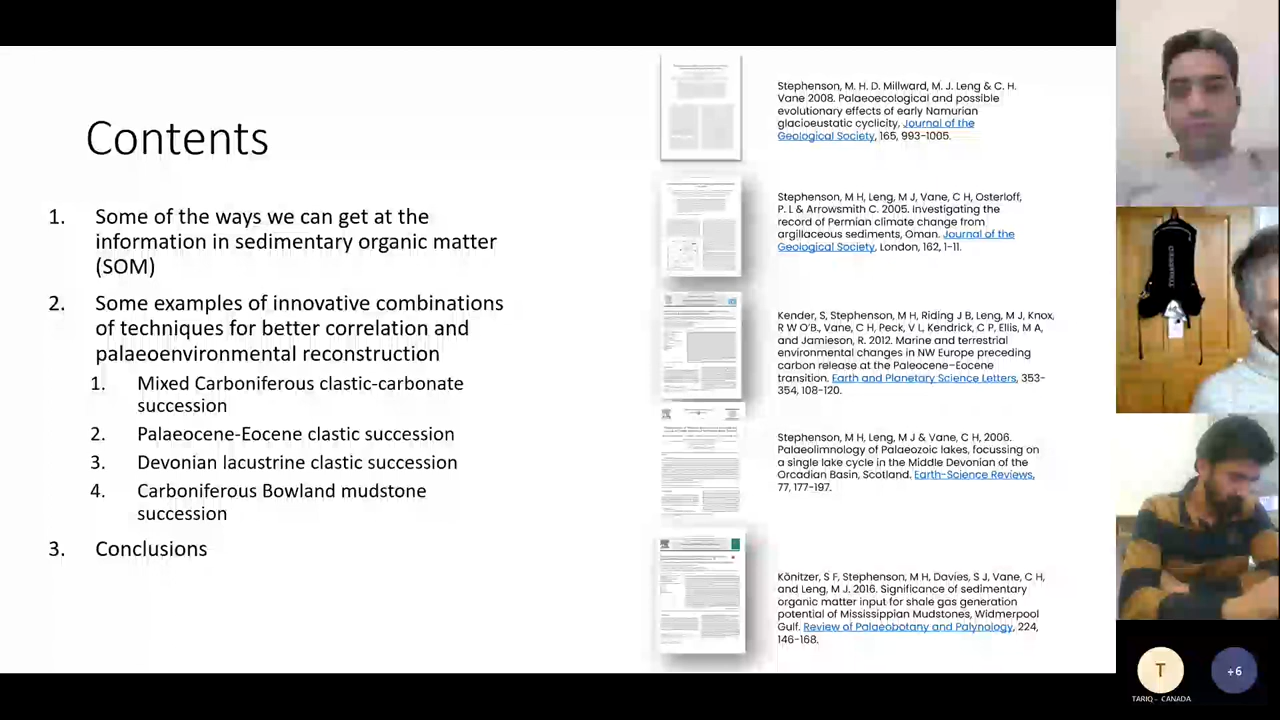 Contents
1. Some of the ways we can get at the
information in sedimentary organic matter
(SOM)
2. Some examples of innovative combinations
of techniques for better correlation and
palaeoenvironmental reconstruction
1. Mixed Carboniferous clastic-carbonate
succession
2. Palaeocene-Eocene clastic succession
3. Devonian lacustrine clastic succession
4. Carboniferous Bowland mudstone
succession
3. Conclusions
Stephenson, M. H. D. Millward, M. J. Leng & C. H.
Vane 2008. Palaeoecological and possible
evolutionary effects of early Namurian
glacioeustatic cyclicity, Journal of the
Geological Society, 165, 993-1005.
Stephenson, M H, Leng, M J, Vane, C H, Osterloff,
P. L & Arrowsmith C. 2005. Investigating the
record of Permian climate change from
argillaceous sediments, Oman. Journal of the
Geological Society, London, 162, 1-11.
Kender, S, Stephenson, M H, Riding J B, Leng, M J, Knox,
R W O'B., Vane, C H, Peck, V L, Kendrick, C P, Ellis, M A,
and Jamieson, R. 2012. Marine and terrestrial
environmental changes in NW Europe preceding
carbon release at the Paleocene–Eocene
transition. Earth and Planetary Science Letters, 353-
354, 108-120.
Stephenson, M H, Leng, M J & Vane, C H, 2006.
Palaeolimnology of Palaeozoic lakes, focussing on
a single lake cycle in the Middle Devonian of the
Orcadian Basin, Scotland. Earth-Science Reviews,
77, 177-197.
Könitzer, S F, Stephenson, M H, Davies, S J, Vane, C H,
and Leng, M J. 2016. Significance of sedimentary
organic matter input for shale gas generation
potential of Mississippian Mudstones, Widmerpool
Gulf. Review of Palaeobotany and Palynology, 224,
146-168.
T
+6
TARIQ - CANADA